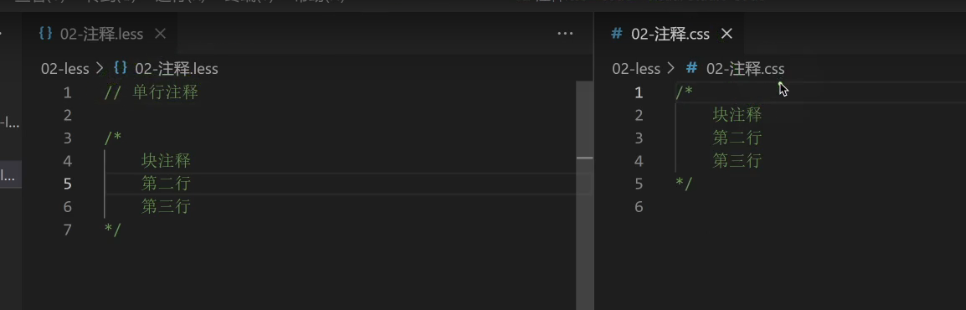 02-注释.less
02-less > 02-注释.less
1 // 单行注释
2
3 /*
4 块注释
5 第二行
6 第三行
7 */
02-注释.css
02-less > 02-注释.css
1 /*
2 块注释
3 第二行
4 第三行
5 */
6